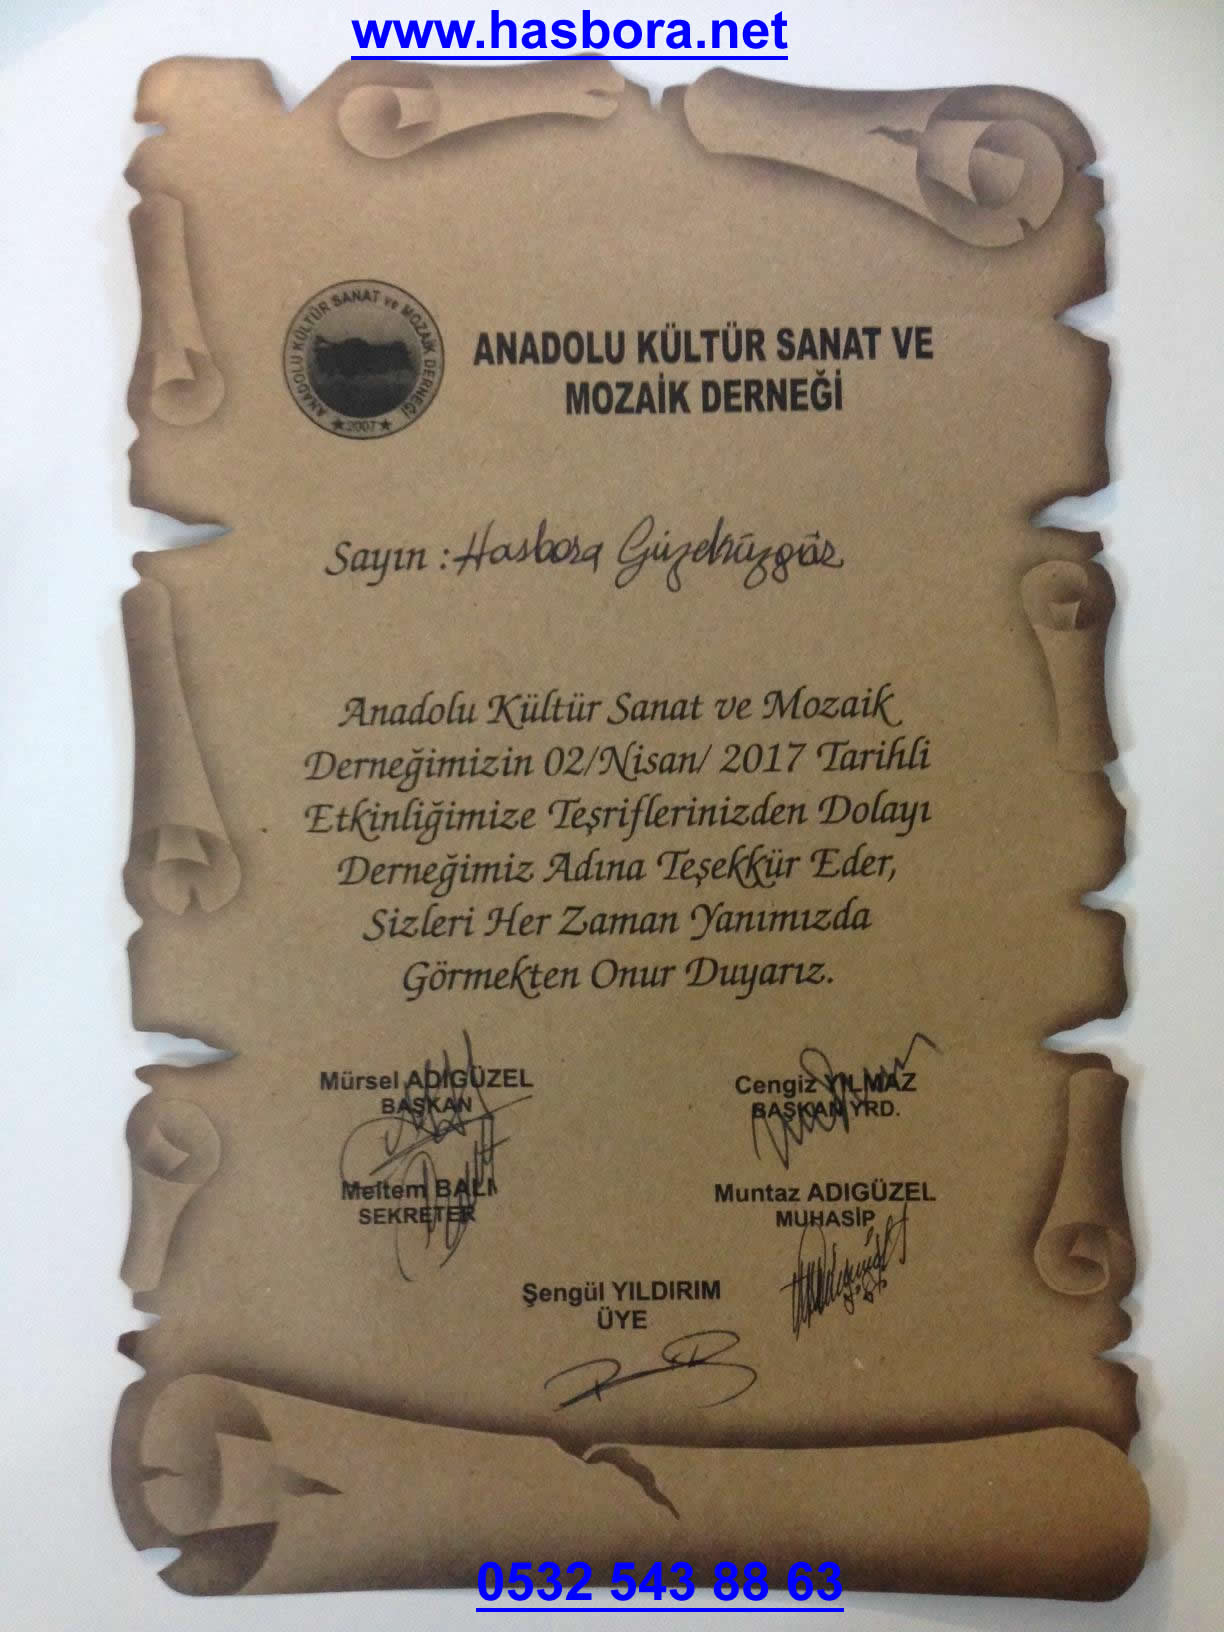 www.hasbora.net
ANADOLU KÜLTÜR SANAT ve MOZAİK DERNEĞİ
2007
ANADOLU KÜLTÜR SANAT VE
MOZAİK DERNEĞİ
Sayın : Hasbora Güzelrüzgâr
Anadolu Kültür Sanat ve Mozaik
Derneğimizin 02/Nisan/ 2017 Tarihli
Etkinliğimize Teşriflerinizden Dolayı
Derneğimiz Adına Teşekkür Eder,
Sizleri Her Zaman Yanımızda
Görmekten Onur Duyarız.
Mürsel ADIGÜZEL
BAŞKAN
Cengiz YILMAZ
BAŞKAN YRD.
Meltem BALI
SEKRETER
Muntaz ADIGÜZEL
MUHASİP
Şengül YILDIRIM
ÜYE
0532 543 88 63